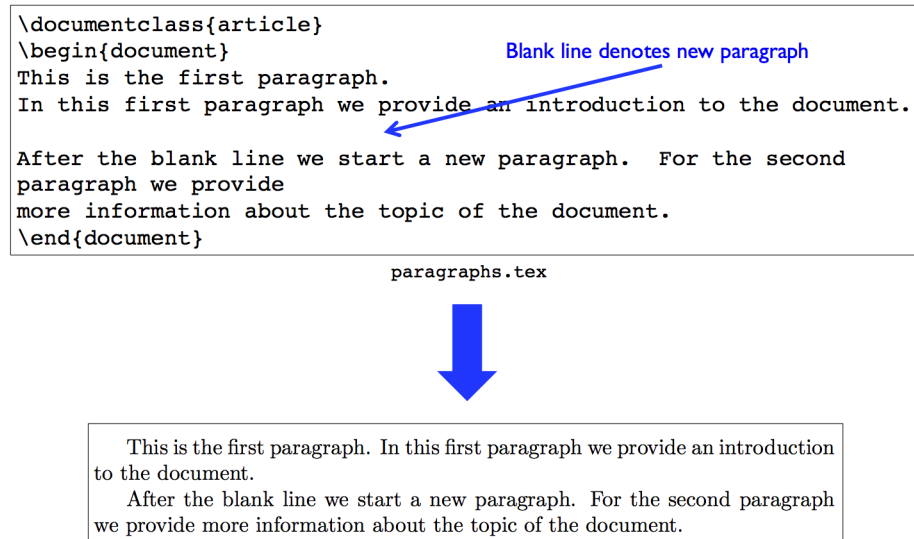 \documentclass{article}
\begin{document}
Blank line denotes new paragraph
This is the first paragraph.
In this first paragraph we provide an introduction to the document.
After the blank line we start a new paragraph.  For the second
paragraph we provide
more information about the topic of the document.
\end{document}
paragraphs.tex
This is the first paragraph. In this first paragraph we provide an introduction
to the document.
After the blank line we start a new paragraph. For the second paragraph
we provide more information about the topic of the document.